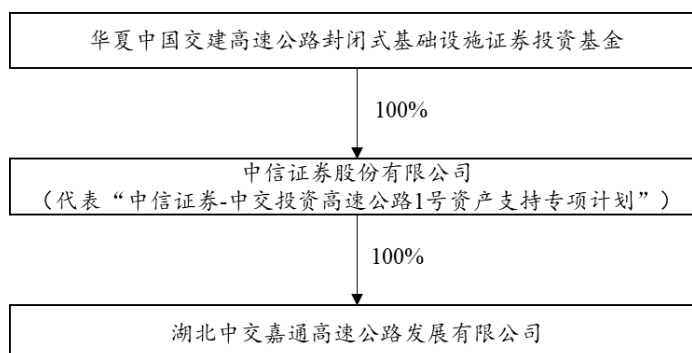 华夏中国交建高速公路封闭式基础设施证券投资基金
100%
中信证券股份有限公司
（代表“中信证券-中交投资高速公路1号资产支持专项计划”）
100%
湖北中交嘉通高速公路发展有限公司